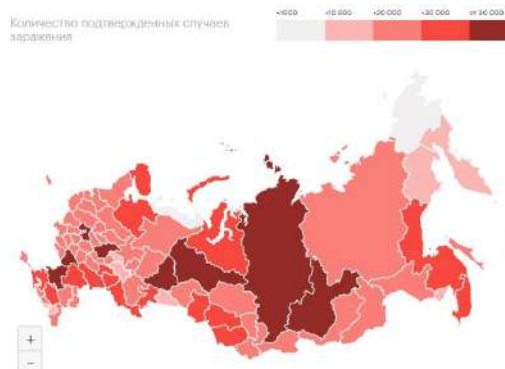 Количество подтвержденных случаев
заражения
<1000 <10 000 <20 000 <30 000 от 30 000
+
−